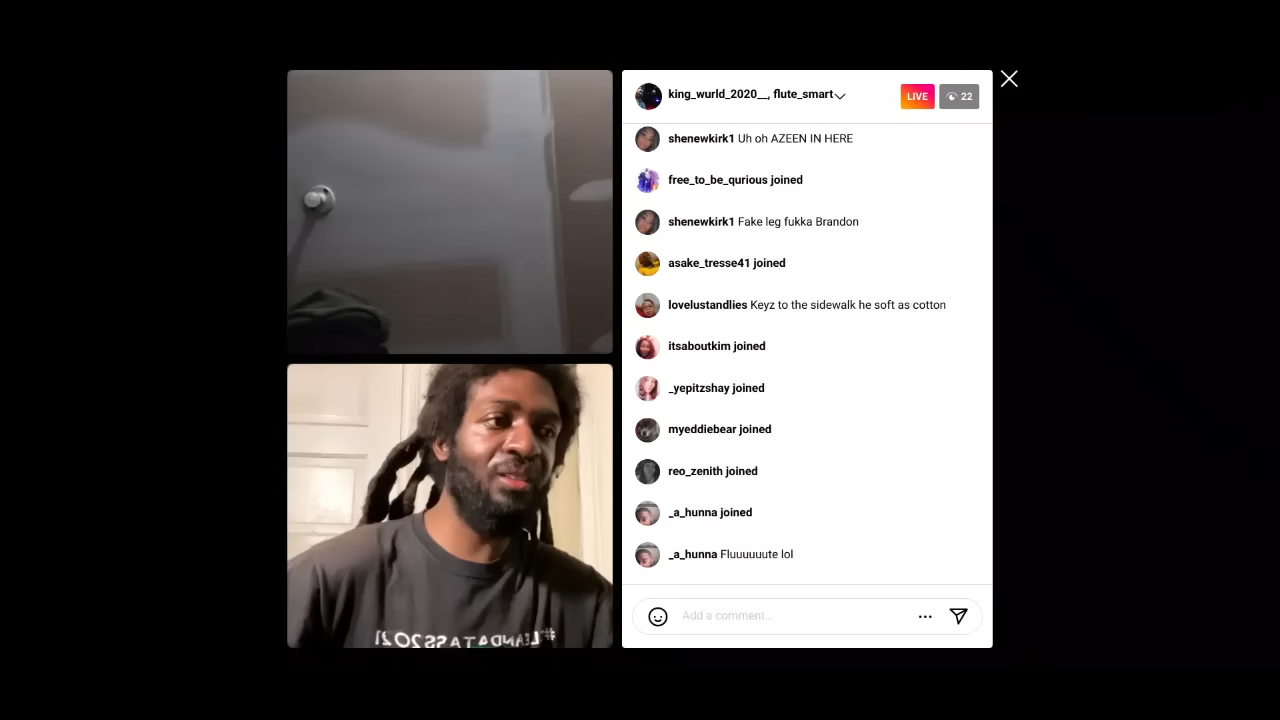 king_wurld_2020__, flute_smart
LIVE
22
shenewkirk1 Uh oh AZEEN IN HERE
free_to_be_qurious joined
shenewkirk1 Fake leg fukka Brandon
asake_tresse41 joined
lovelustandlies Keyz to the sidewalk he soft as cotton
itsaboutkim joined
_yepitzshay joined
myeddiebear joined
reo_zenith joined
_a_hunna joined
_a_hunna Fluuuuuute lol
Add a comment...